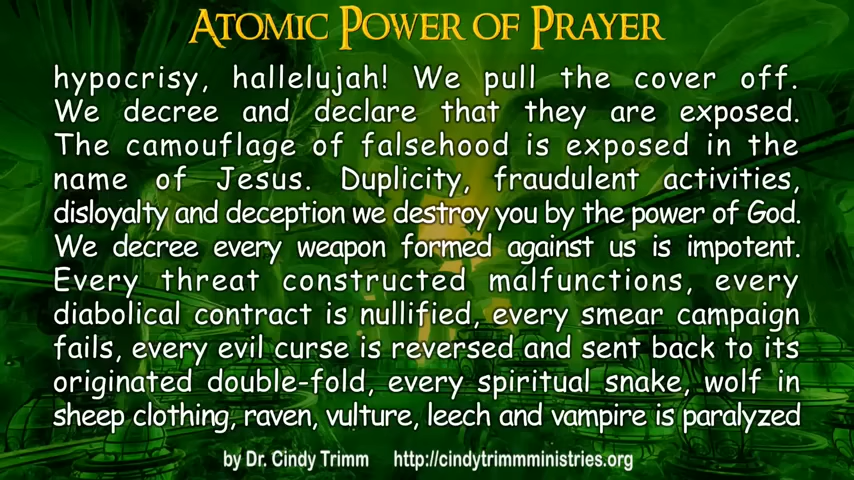 ATOMIC POWER OF PRAYER
hypocrisy, hallelujah! We pull the cover off.
We decree and declare that they are exposed.
The camouflage of falsehood is exposed in the
name of Jesus. Duplicity, fraudulent activities,
disloyalty and deception we destroy you by the power of God.
We decree every weapon formed against us is impotent.
Every threat constructed malfunctions, every
diabolical contract is nullified, every smear campaign
fails, every evil curse is reversed and sent back to its
originated double-fold, every spiritual snake, wolf in
sheep clothing, raven, vulture, leech and vampire is paralyzed
by Dr. Cindy Trimm http://cindytrimmministries.org